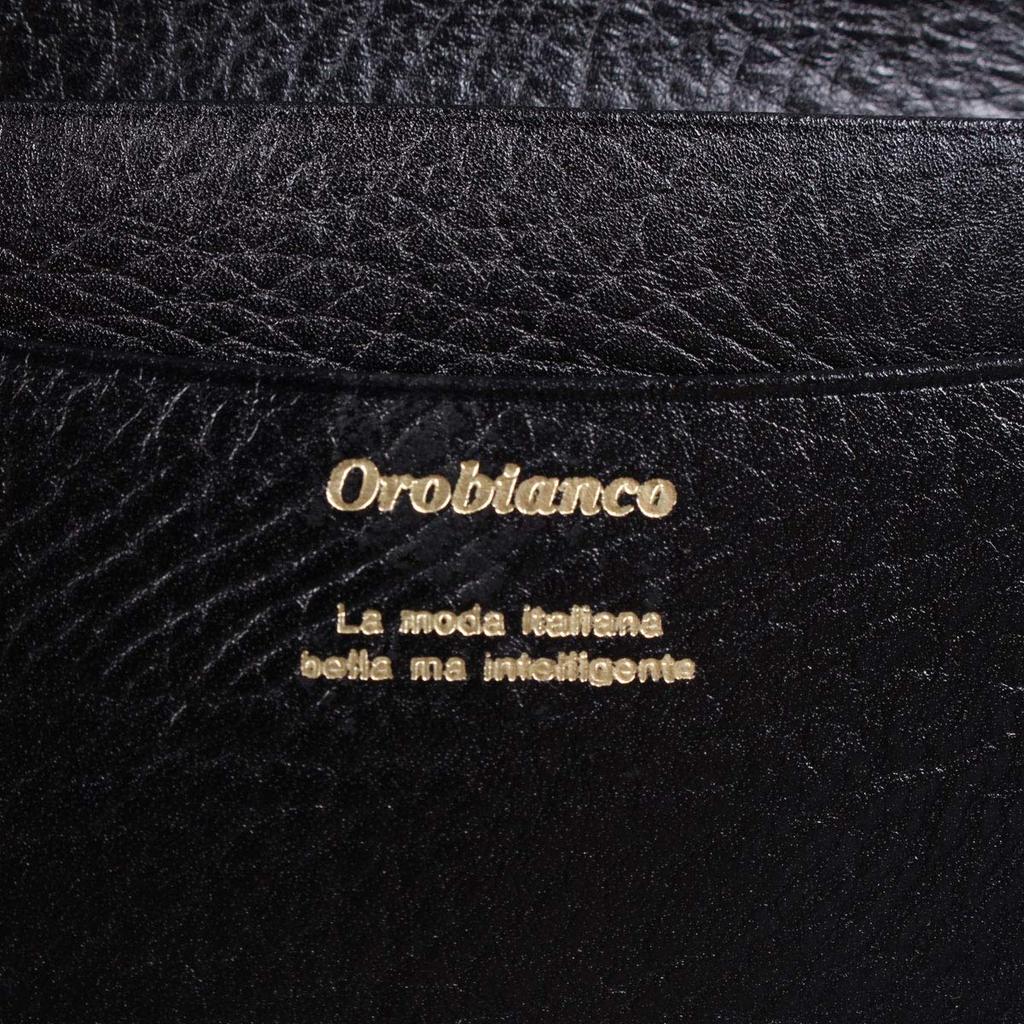 Orobianco
La moda italiana
bella ma intelligente